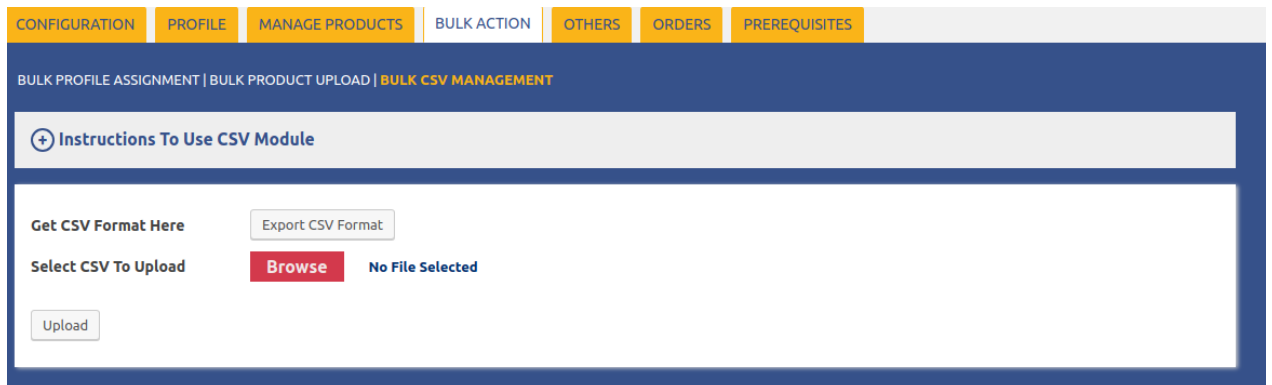 CONFIGURATION PROFILE MANAGE PRODUCTS BULK ACTION OTHERS ORDERS PREREQUISITES
BULK PROFILE ASSIGNMENT | BULK PRODUCT UPLOAD | BULK CSV MANAGEMENT
Instructions To Use CSV Module
Get CSV Format Here Export CSV Format
Select CSV To Upload Browse No File Selected
Upload